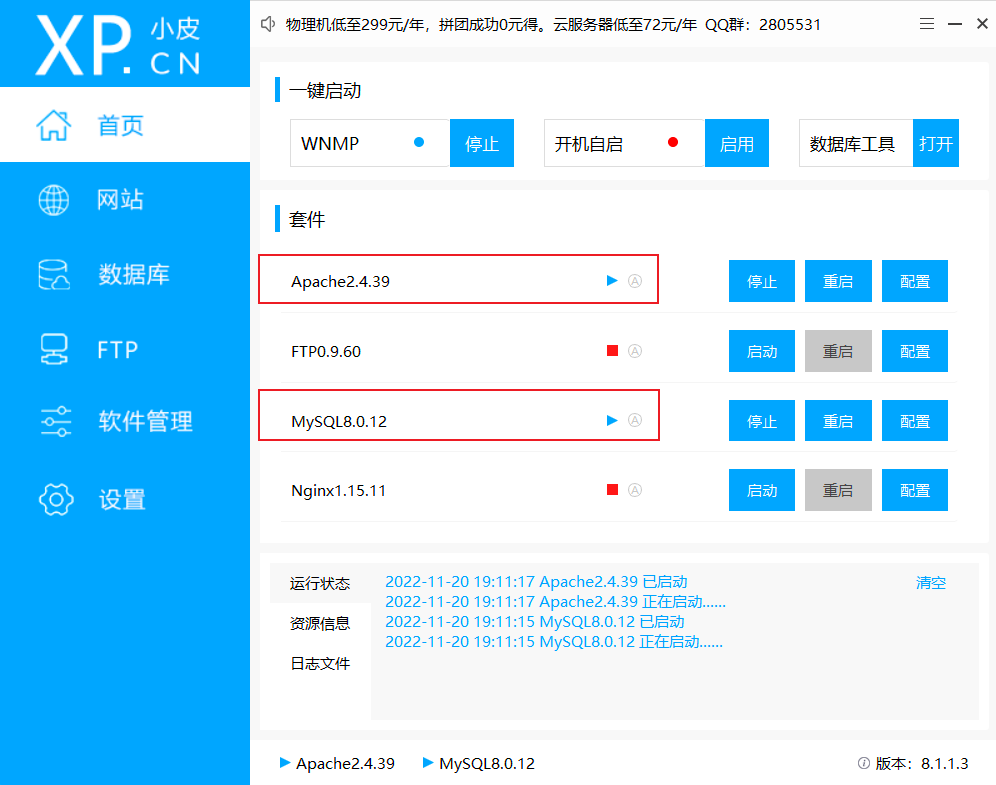 XP. 小皮 CN
物理机低至299元/年，拼团成功0元得。云服务器低至72元/年 QQ群：2805531
首页
网站
数据库
FTP
软件管理
设置
一键启动
WNMP 停止 开机自启 启用 数据库工具 打开
套件
Apache2.4.39 A 停止 重启 配置
FTP0.9.60 A 启动 重启 配置
MySQL8.0.12 A 停止 重启 配置
Nginx1.15.11 A 启动 重启 配置
运行状态
资源信息
日志文件
2022-11-20 19:11:17 Apache2.4.39 已启动
2022-11-20 19:11:17 Apache2.4.39 正在启动......
2022-11-20 19:11:15 MySQL8.0.12 已启动
2022-11-20 19:11:15 MySQL8.0.12 正在启动......
清空
Apache2.4.39 MySQL8.0.12 版本：8.1.1.3